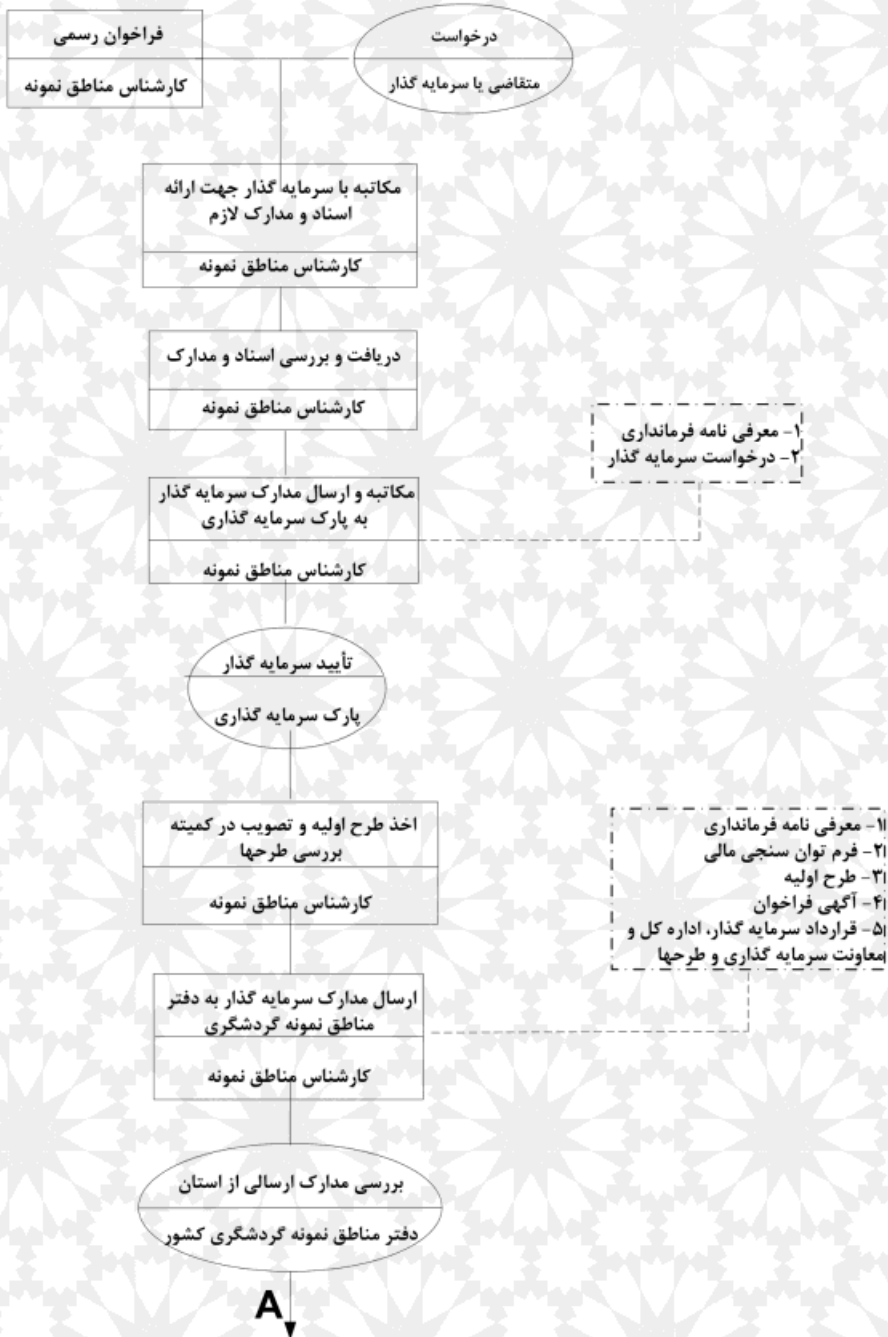 فراخوان رسمی
کارشناس مناطق نمونه
درخواست
متقاضی یا سرمایه گذار
مکاتبه با سرمایه گذار جهت ارائه
اسناد و مدارک لازم
کارشناس مناطق نمونه
دریافت و بررسی اسناد و مدارک
کارشناس مناطق نمونه
۱- معرفی نامه فرمانداری
۲- درخواست سرمایه گذار
مکاتبه و ارسال مدارک سرمایه گذار
به پارک سرمایه گذاری
کارشناس مناطق نمونه
تأیید سرمایه گذار
پارک سرمایه گذاری
اخذ طرح اولیه و تصویب در کمیته
بررسی طرحها
کارشناس مناطق نمونه
۱- معرفی نامه فرمانداری
۲- فرم توان سنجی مالی
۳- طرح اولیه
۴- آگهی فراخوان
۵- قرارداد سرمایه گذار، اداره کل و
معاونت سرمایه گذاری و طرحها
ارسال مدارک سرمایه گذار به دفتر
مناطق نمونه گردشگری
کارشناس مناطق نمونه
بررسی مدارک ارسالی از استان
دفتر مناطق نمونه گردشگری کشور
A